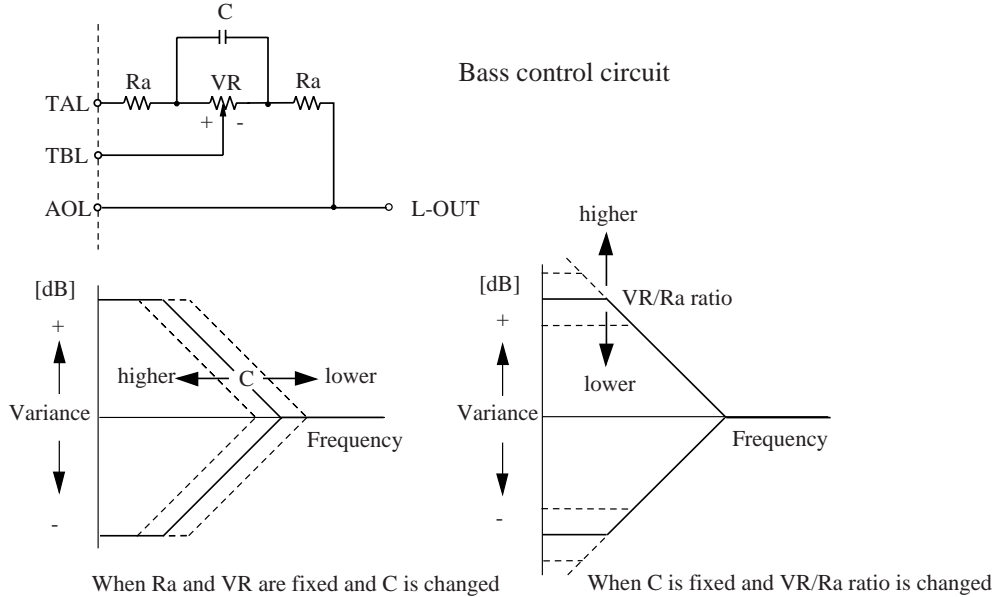 C
Ra VR Ra
Bass control circuit
TAL
+ -
TBL
AOL
L-OUT
[dB]
+
higher C lower
Variance
Frequency
-
When Ra and VR are fixed and C is changed
higher
[dB]
VR/Ra ratio
+
lower
Variance
Frequency
-
When C is fixed and VR/Ra ratio is changed